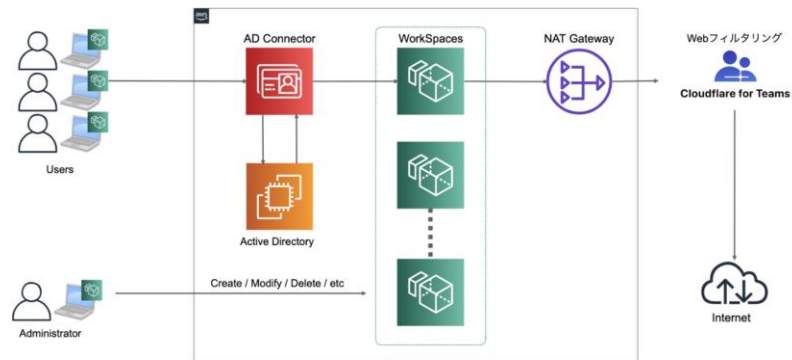 AD Connector
WorkSpaces
NAT Gateway
Webフィルタリング
Cloudflare for Teams
Users
Active Directory
Create / Modify / Delete / etc
Administrator
Internet